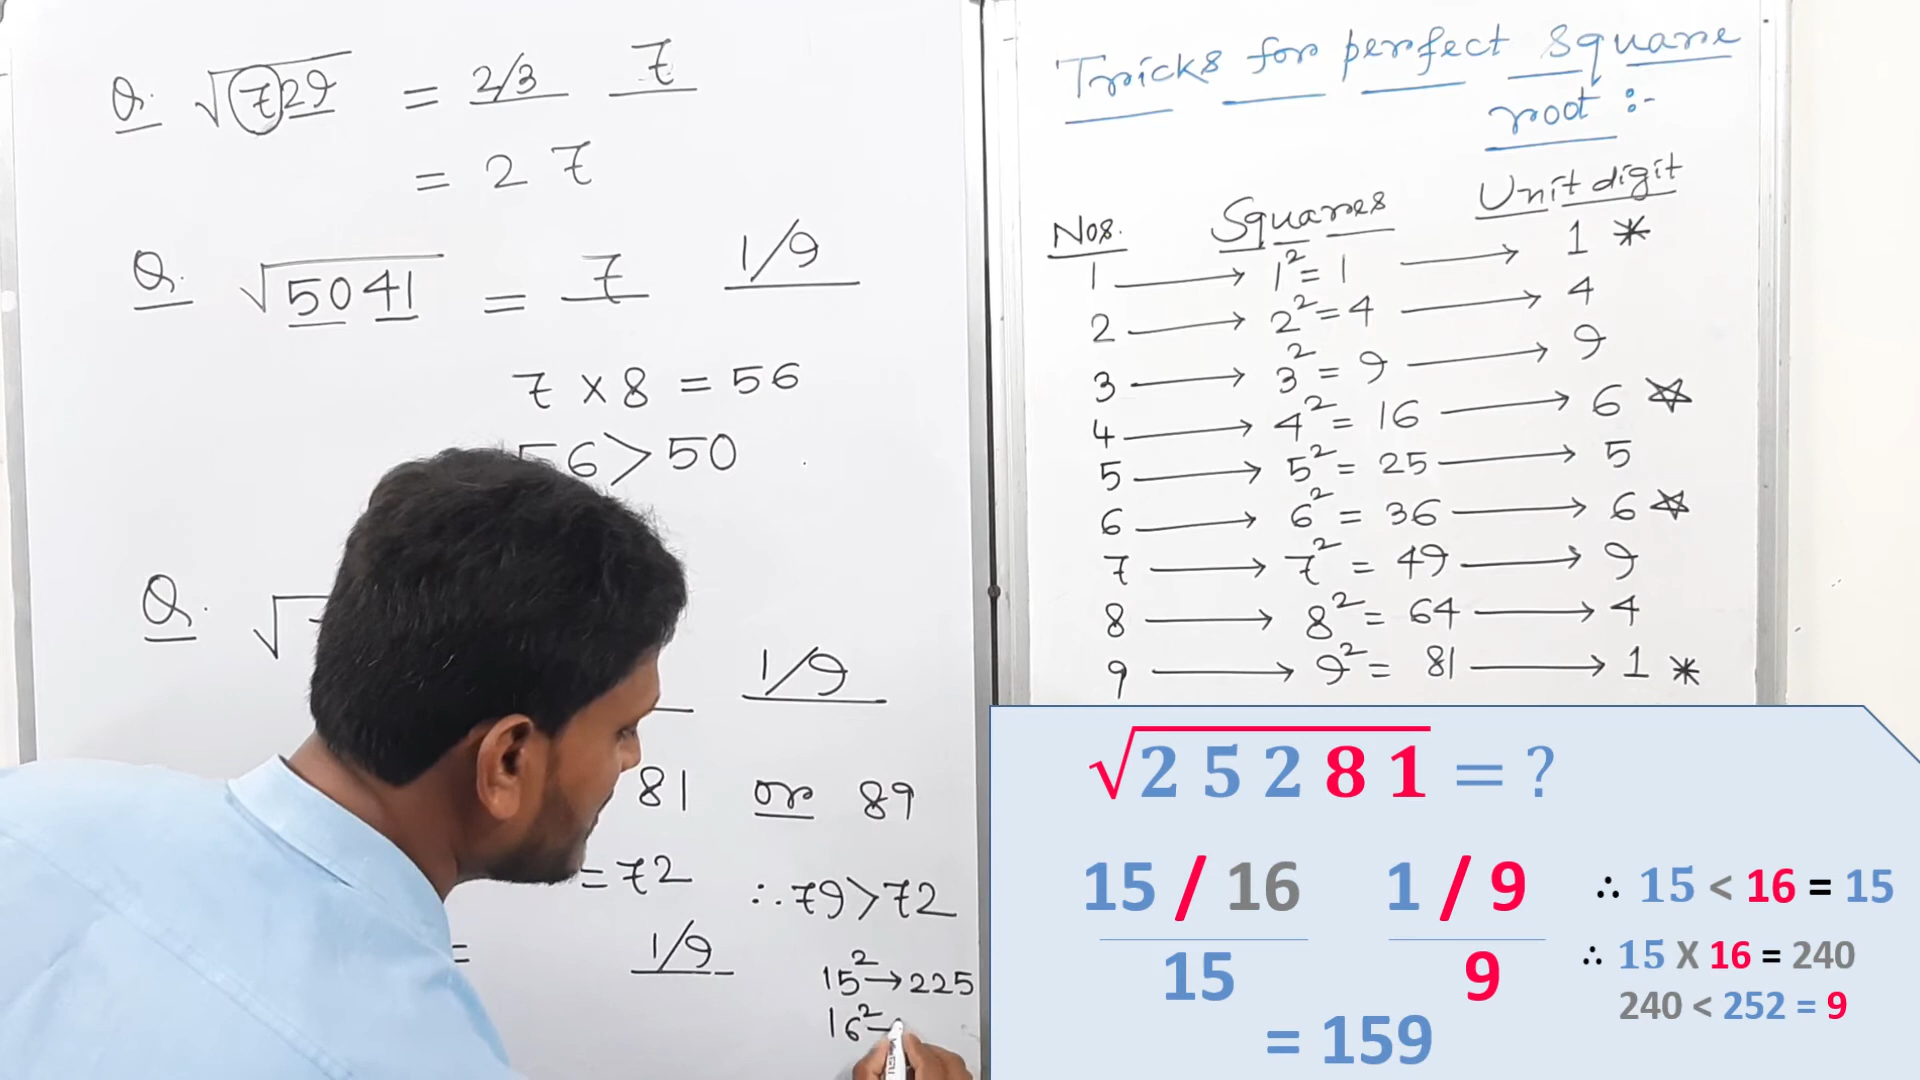 Q. √729 = 2/3 7
= 2 7
Q. √5041 = 7 1/9
7 × 8 = 56
56 > 50
Q. √
1/9
81 or 89
= 72 ∴ 79 > 72
= 1/9
15² → 225
16² →
Tricks for perfect square
root :-
Nos. Squares Unit digit
1 → 1² = 1 → 1 *
2 → 2² = 4 → 4
3 → 3² = 9 → 9
4 → 4² = 16 → 6 ☆
5 → 5² = 25 → 5
6 → 6² = 36 → 6 ☆
7 → 7² = 49 → 9
8 → 8² = 64 → 4
9 → 9² = 81 → 1 *
√25281 = ?
15 / 16 1 / 9 ∴ 15 < 16 = 15
15 9 ∴ 15 X 16 = 240
240 < 252 = 9
= 159